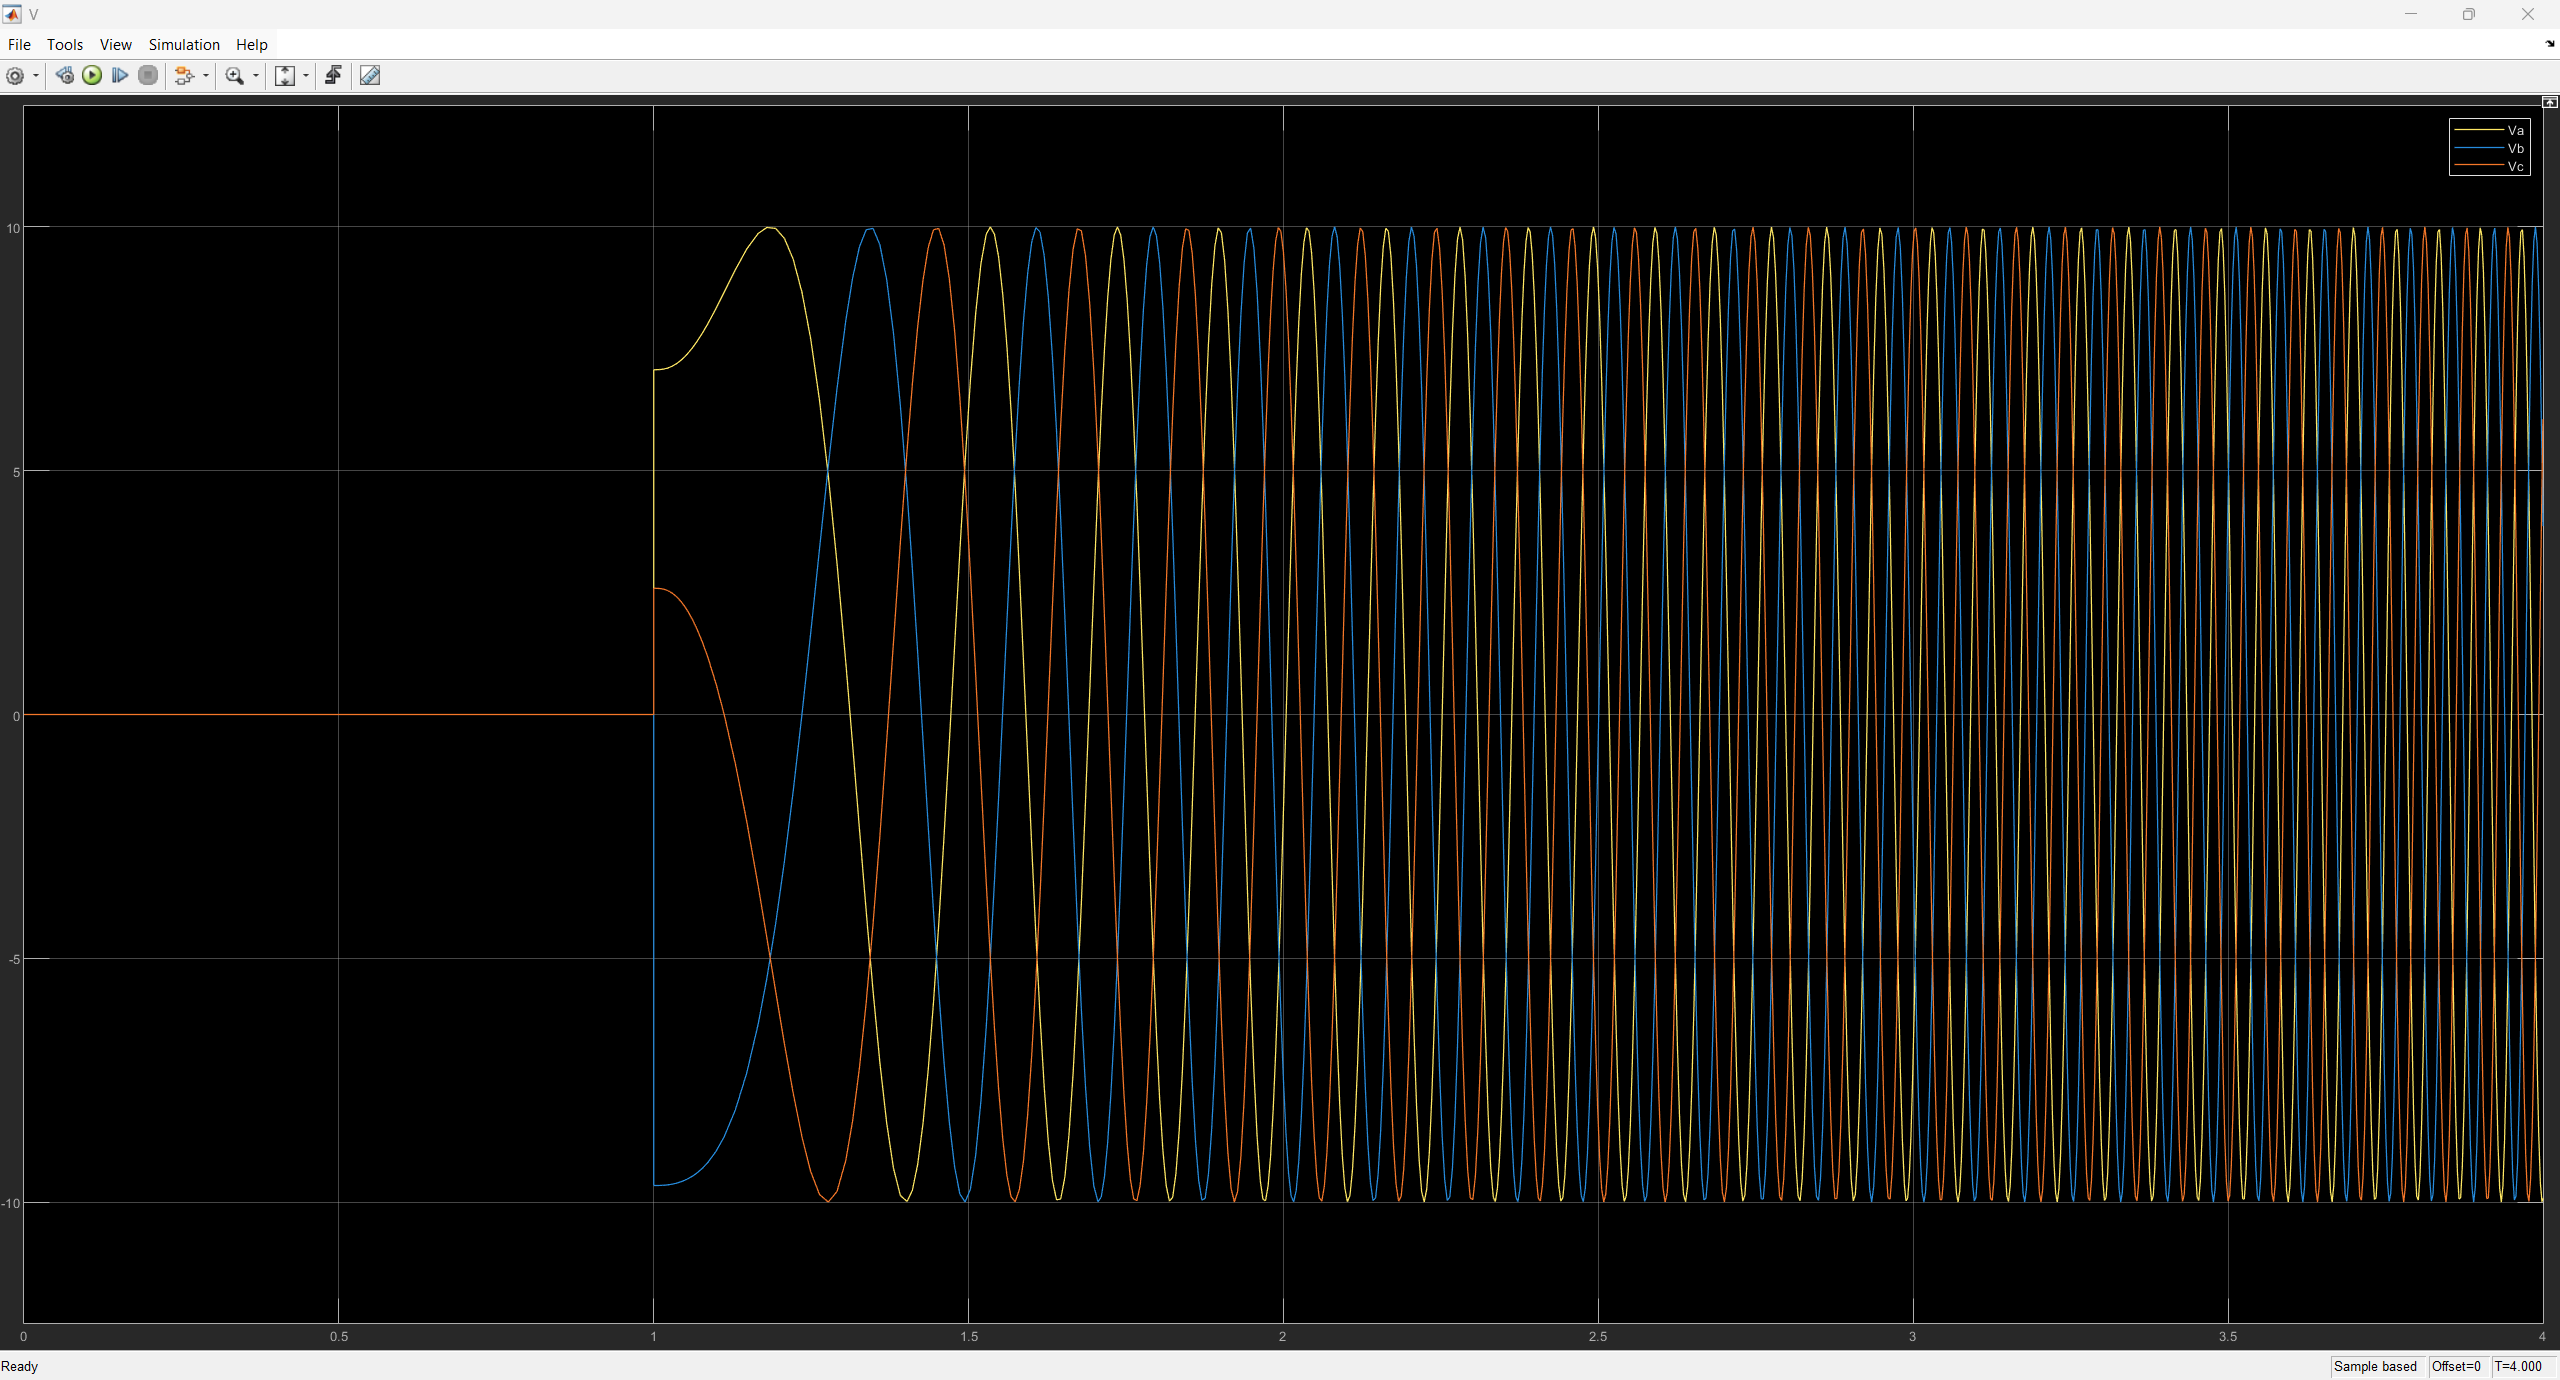 V
File Tools View Simulation Help
Va
Vb
Vc
10
5
0
-5
-10
0 0.5 1 1.5 2 2.5 3 3.5 4
Ready Sample based Offset=0 T=4.000